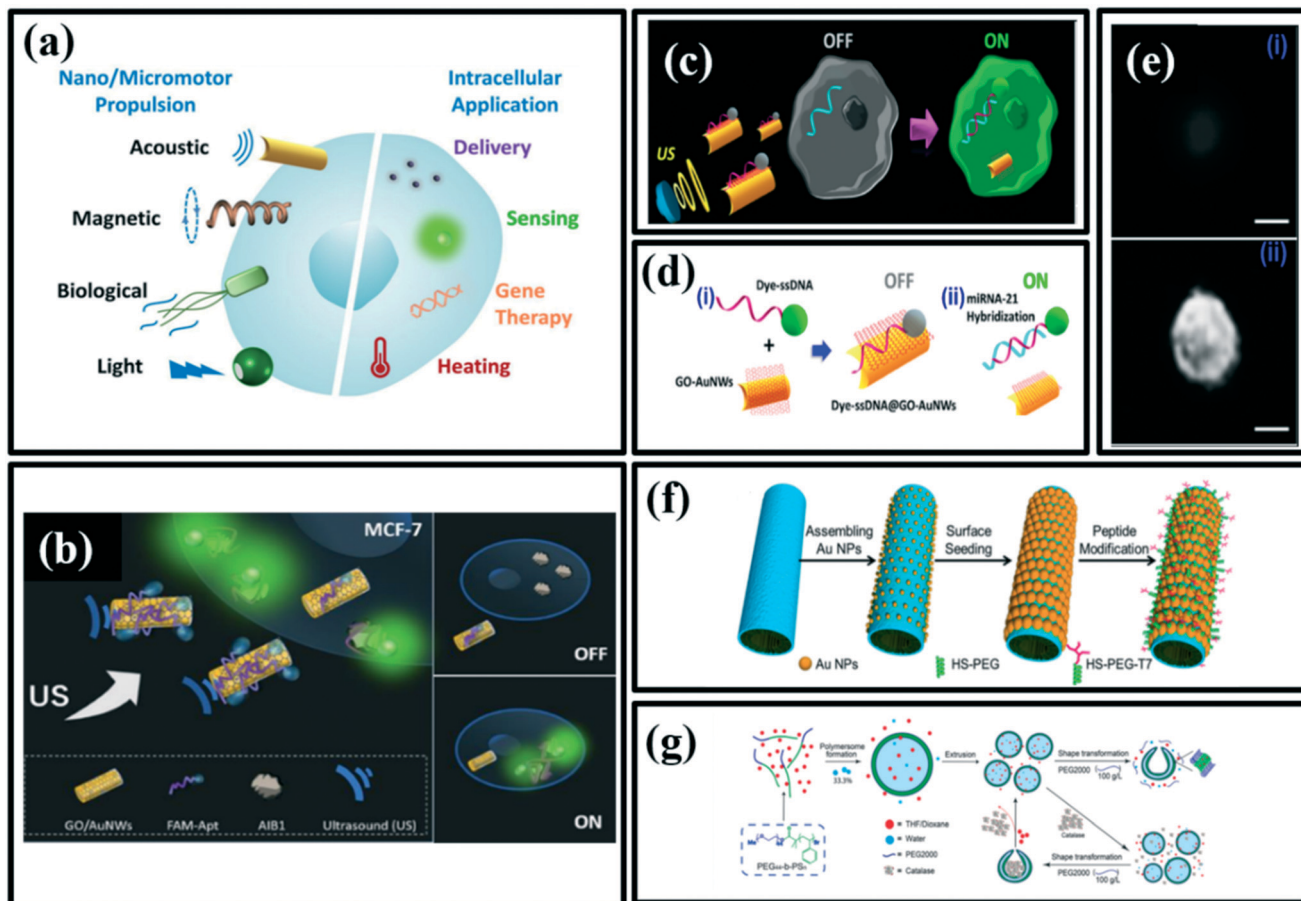 (a)
Nano/Micromotor
Propulsion
Intracellular
Application
Acoustic
Magnetic
Biological
Light
Delivery
Sensing
Gene
Therapy
Heating
(b)
MCF-7
US
OFF
ON
GO/AuNWs
FAM-Apt
AIB1
Ultrasound (US)
(c)
OFF
ON
US
(d)
(i)
Dye-ssDNA
+
GO-AuNWs
OFF
Dye-ssDNA@GO-AuNWs
(ii)
ON
miRNA-21
Hybridization
(e)
(i)
(ii)
(f)
Assembling
Au NPs
Surface
Seeding
Peptide
Modification
Au NPs
HS-PEG
HS-PEG-T7
(g)
Polymersome
formation
33.3%
Extrusion
Shape transformation
PEG2000
100 g/L
= THF/Dioxane
= Water
= PEG2000
= Catalase
Catalase
Catalase
Shape transformation
PEG2000
100 g/L